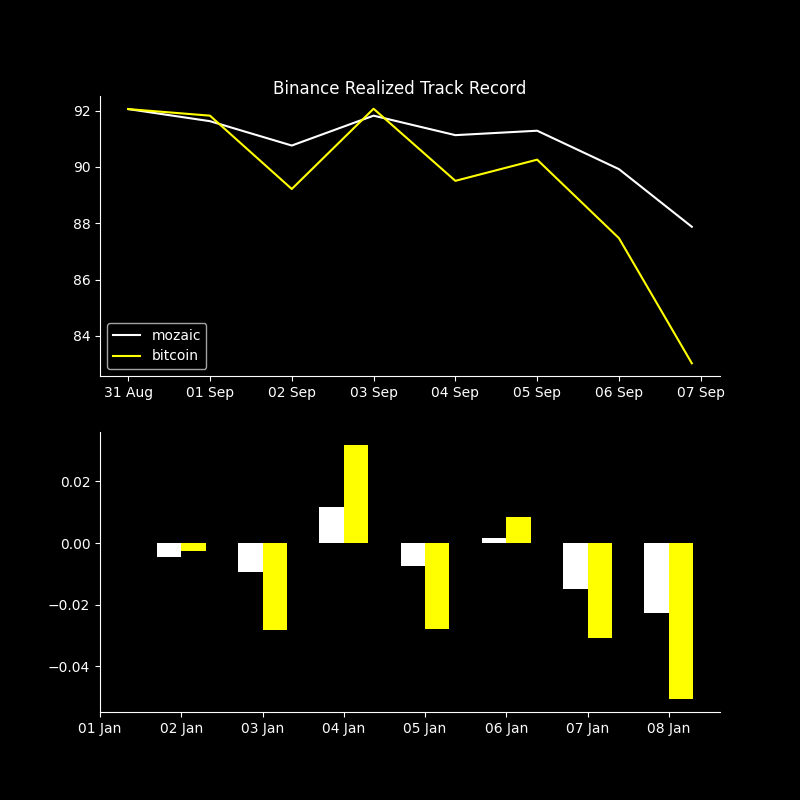 Binance Realized Track Record
92
90
88
86
84
mozaic
bitcoin
31 Aug 01 Sep 02 Sep 03 Sep 04 Sep 05 Sep 06 Sep 07 Sep
0.02
0.00
−0.02
−0.04
01 Jan 02 Jan 03 Jan 04 Jan 05 Jan 06 Jan 07 Jan 08 Jan